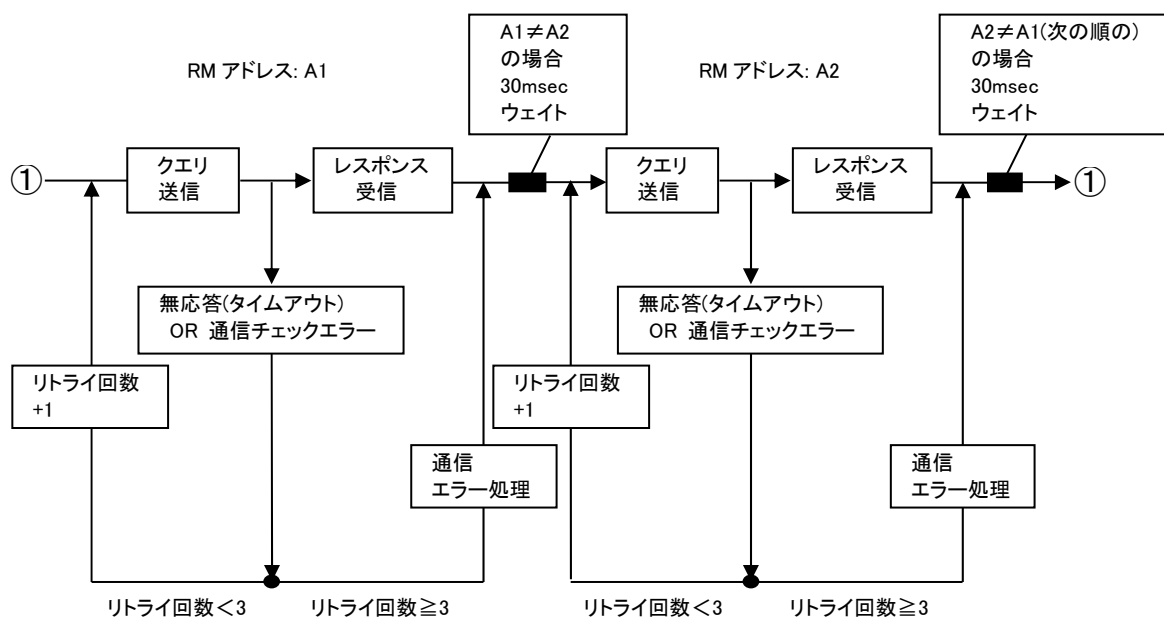 A1≠A2
の場合
30msec
ウェイト
A2≠A1(次の順の)
の場合
30msec
ウェイト
RM アドレス: A1
RM アドレス: A2
①
クエリ
送信
レスポンス
受信
クエリ
送信
レスポンス
受信
①
無応答(タイムアウト)
OR 通信チェックエラー
無応答(タイムアウト)
OR 通信チェックエラー
リトライ回数
+1
リトライ回数
+1
通信
エラー処理
通信
エラー処理
リトライ回数<3
リトライ回数≧3
リトライ回数<3
リトライ回数≧3